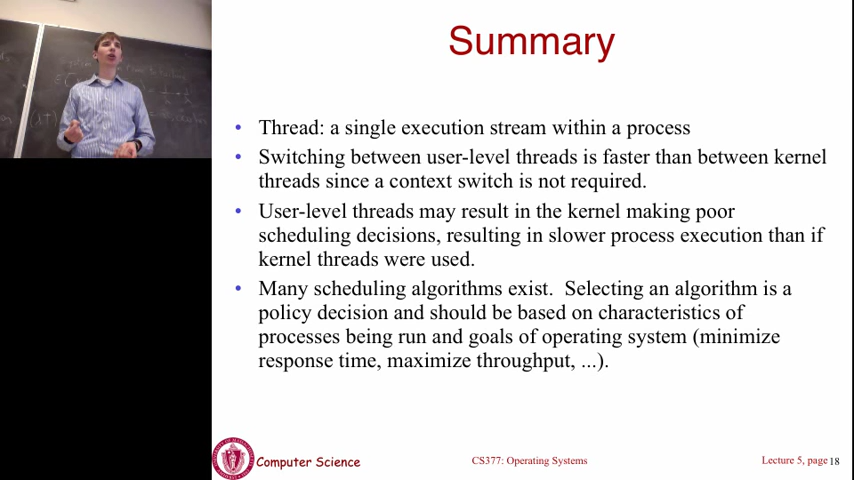 Summary
• Thread: a single execution stream within a process
• Switching between user-level threads is faster than between kernel
threads since a context switch is not required.
• User-level threads may result in the kernel making poor
scheduling decisions, resulting in slower process execution than if
kernel threads were used.
• Many scheduling algorithms exist.  Selecting an algorithm is a
policy decision and should be based on characteristics of
processes being run and goals of operating system (minimize
response time, maximize throughput, ...).
Computer Science
CS377: Operating Systems
Lecture 5, page 18